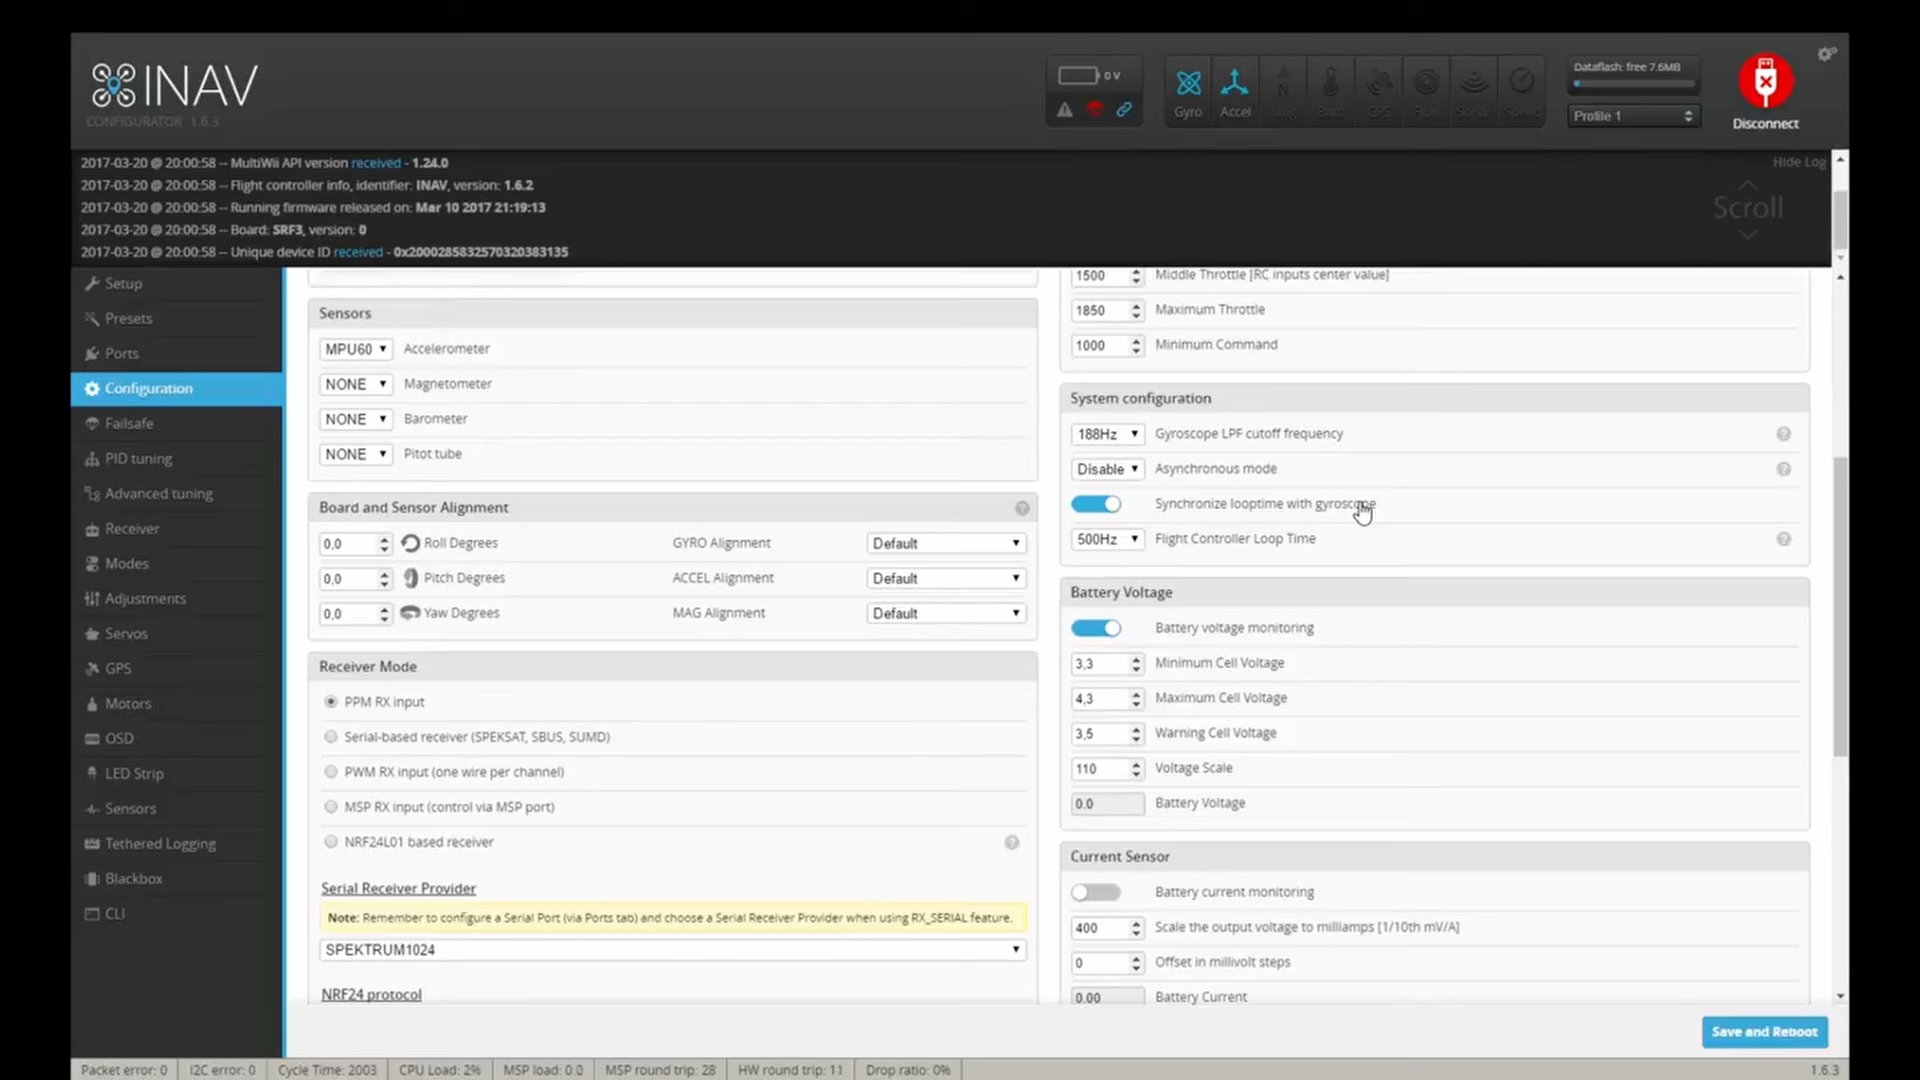 INAV
CONFIGURATOR 1.6.3
0 V
Gyro
Accel
Mag
Baro
GPS
Flow
Sonar
Speed
Dataflash: free 7.6MB
Profile 1
Disconnect
2017-03-20 @ 20:00:58 -- MultiWii API version received - 1.24.0
2017-03-20 @ 20:00:58 -- Flight controller info, identifier: INAV, version: 1.6.2
2017-03-20 @ 20:00:58 -- Running firmware released on: Mar 10 2017 21:19:13
2017-03-20 @ 20:00:58 -- Board: SRF3, version: 0
2017-03-20 @ 20:00:58 -- Unique device ID received - 0x2000285832570320383135
Hide Log
Scroll
Setup
Presets
Ports
Configuration
Failsafe
PID tuning
Advanced tuning
Receiver
Modes
Adjustments
Servos
GPS
Motors
OSD
LED Strip
Sensors
Tethered Logging
Blackbox
CLI
Sensors
MPU60 Accelerometer
NONE Magnetometer
NONE Barometer
NONE Pitot tube
Board and Sensor Alignment
0,0 Roll Degrees GYRO Alignment Default
0,0 Pitch Degrees ACCEL Alignment Default
0,0 Yaw Degrees MAG Alignment Default
Receiver Mode
PPM RX input
Serial-based receiver (SPEKSAT, SBUS, SUMD)
PWM RX input (one wire per channel)
MSP RX input (control via MSP port)
NRF24L01 based receiver
Serial Receiver Provider
Note: Remember to configure a Serial Port (via Ports tab) and choose a Serial Receiver Provider when using RX_SERIAL feature.
SPEKTRUM1024
NRF24 protocol
1500 Middle Throttle [RC inputs center value]
1850 Maximum Throttle
1000 Minimum Command
System configuration
188Hz Gyroscope LPF cutoff frequency
Disable Asynchronous mode
Synchronize looptime with gyroscope
500Hz Flight Controller Loop Time
Battery Voltage
Battery voltage monitoring
3,3 Minimum Cell Voltage
4,3 Maximum Cell Voltage
3,5 Warning Cell Voltage
110 Voltage Scale
0.0 Battery Voltage
Current Sensor
Battery current monitoring
400 Scale the output voltage to milliamps [1/10th mV/A]
0 Offset in millivolt steps
0.00 Battery Current
Save and Reboot
Packet error: 0 I2C error: 0 Cycle Time: 2003 CPU Load: 2% MSP load: 0.0 MSP round trip: 28 HW round trip: 11 Drop ratio: 0% 1.6.3